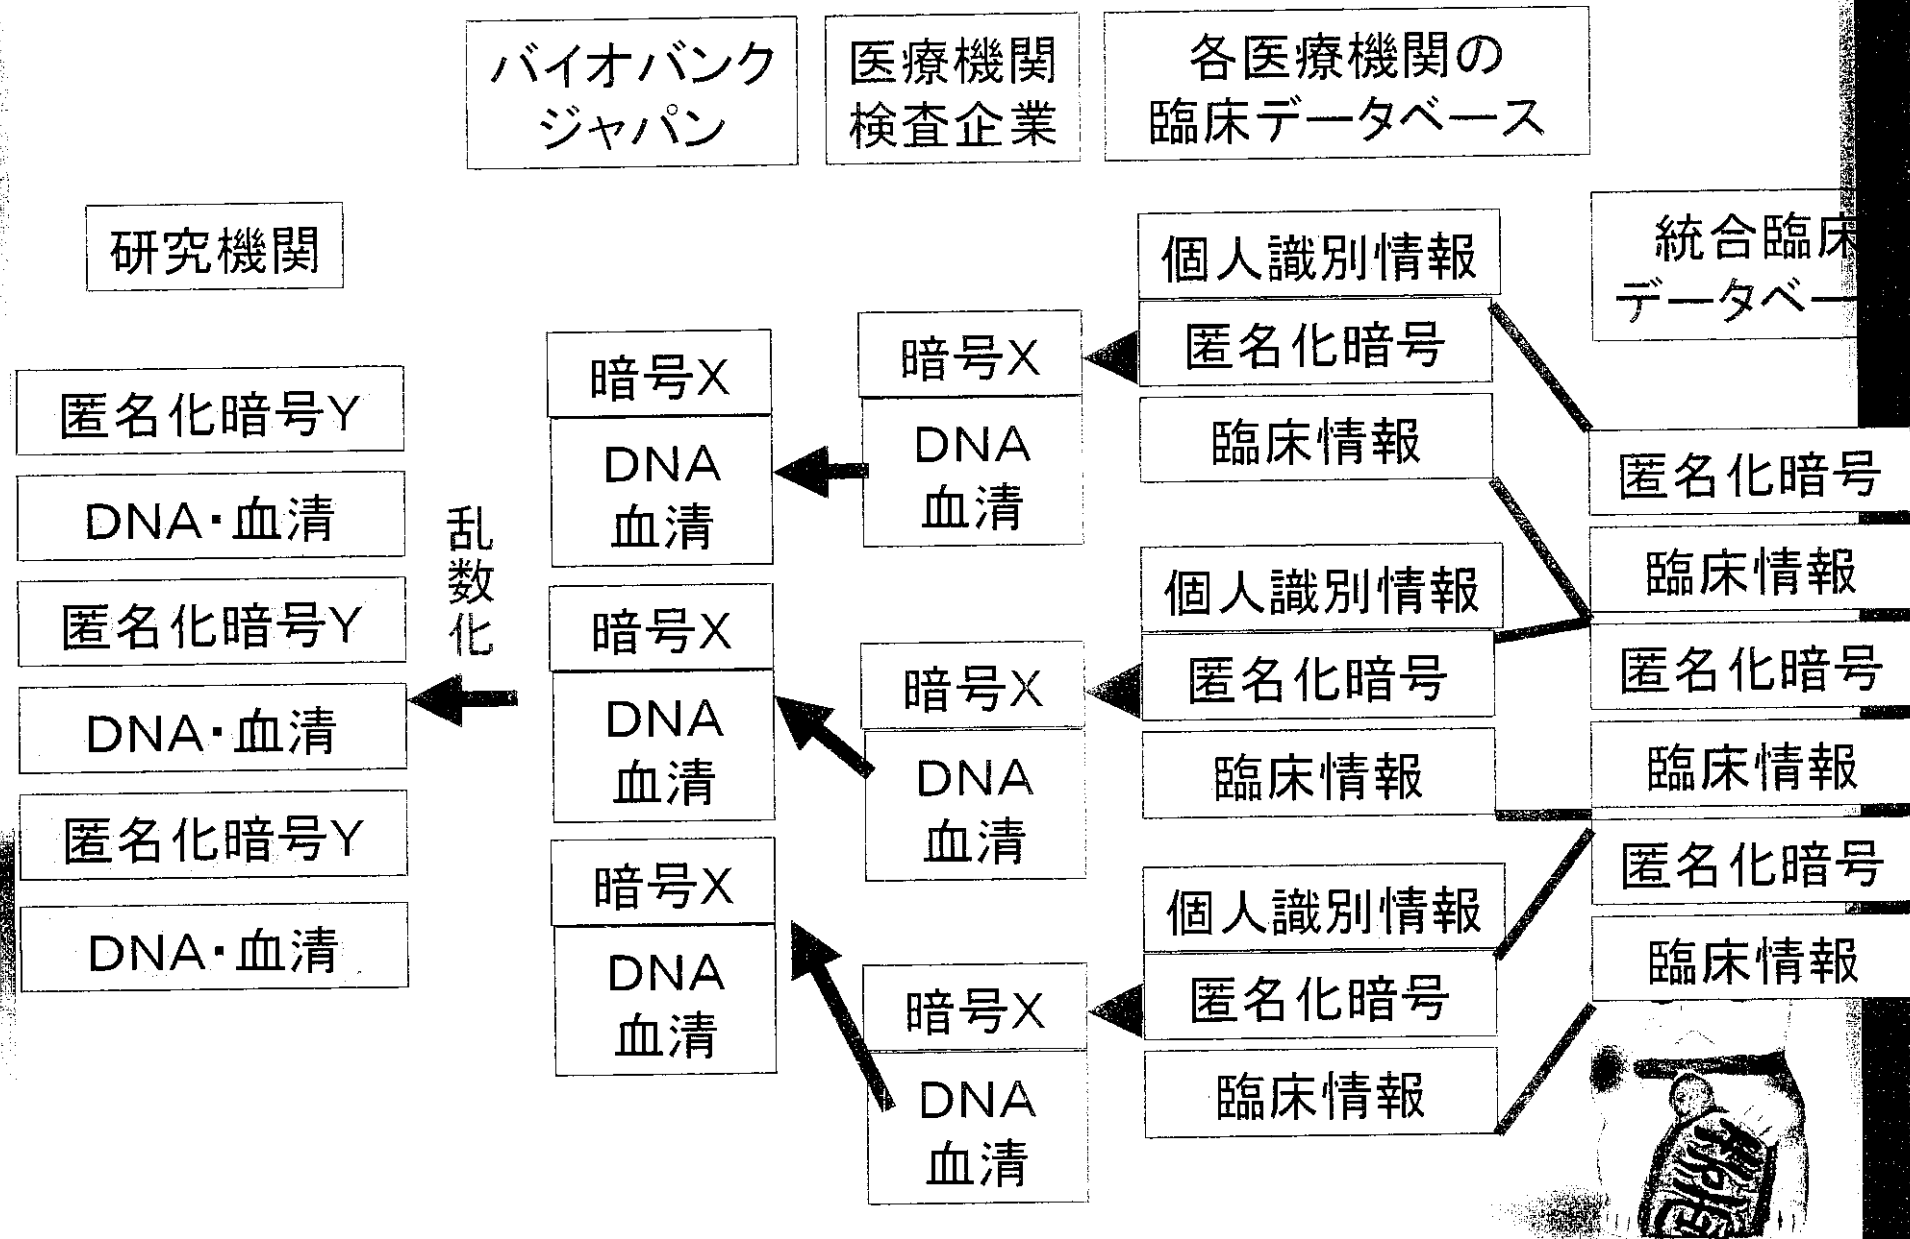 バイオバンク
ジャパン
医療機関
検査企業
各医療機関の
臨床データベース
研究機関
統合臨床
データベー
匿名化暗号Y
DNA・血清
匿名化暗号Y
DNA・血清
匿名化暗号Y
DNA・血清
乱数化
暗号X
DNA
血清
暗号X
DNA
血清
暗号X
DNA
血清
暗号X
DNA
血清
暗号X
DNA
血清
暗号X
DNA
血清
個人識別情報
匿名化暗号
臨床情報
個人識別情報
匿名化暗号
臨床情報
個人識別情報
匿名化暗号
臨床情報
匿名化暗号
臨床情報
匿名化暗号
臨床情報
匿名化暗号
臨床情報